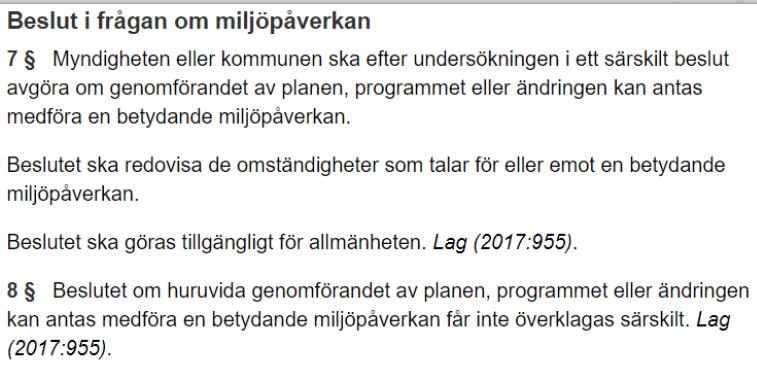 Beslut i frågan om miljöpåverkan
7 §   Myndigheten eller kommunen ska efter undersökningen i ett särskilt beslut
avgöra om genomförandet av planen, programmet eller ändringen kan antas
medföra en betydande miljöpåverkan.
Beslutet ska redovisa de omständigheter som talar för eller emot en betydande
miljöpåverkan.
Beslutet ska göras tillgängligt för allmänheten. Lag (2017:955).
8 §   Beslutet om huruvida genomförandet av planen, programmet eller ändringen
kan antas medföra en betydande miljöpåverkan får inte överklagas särskilt. Lag
(2017:955).